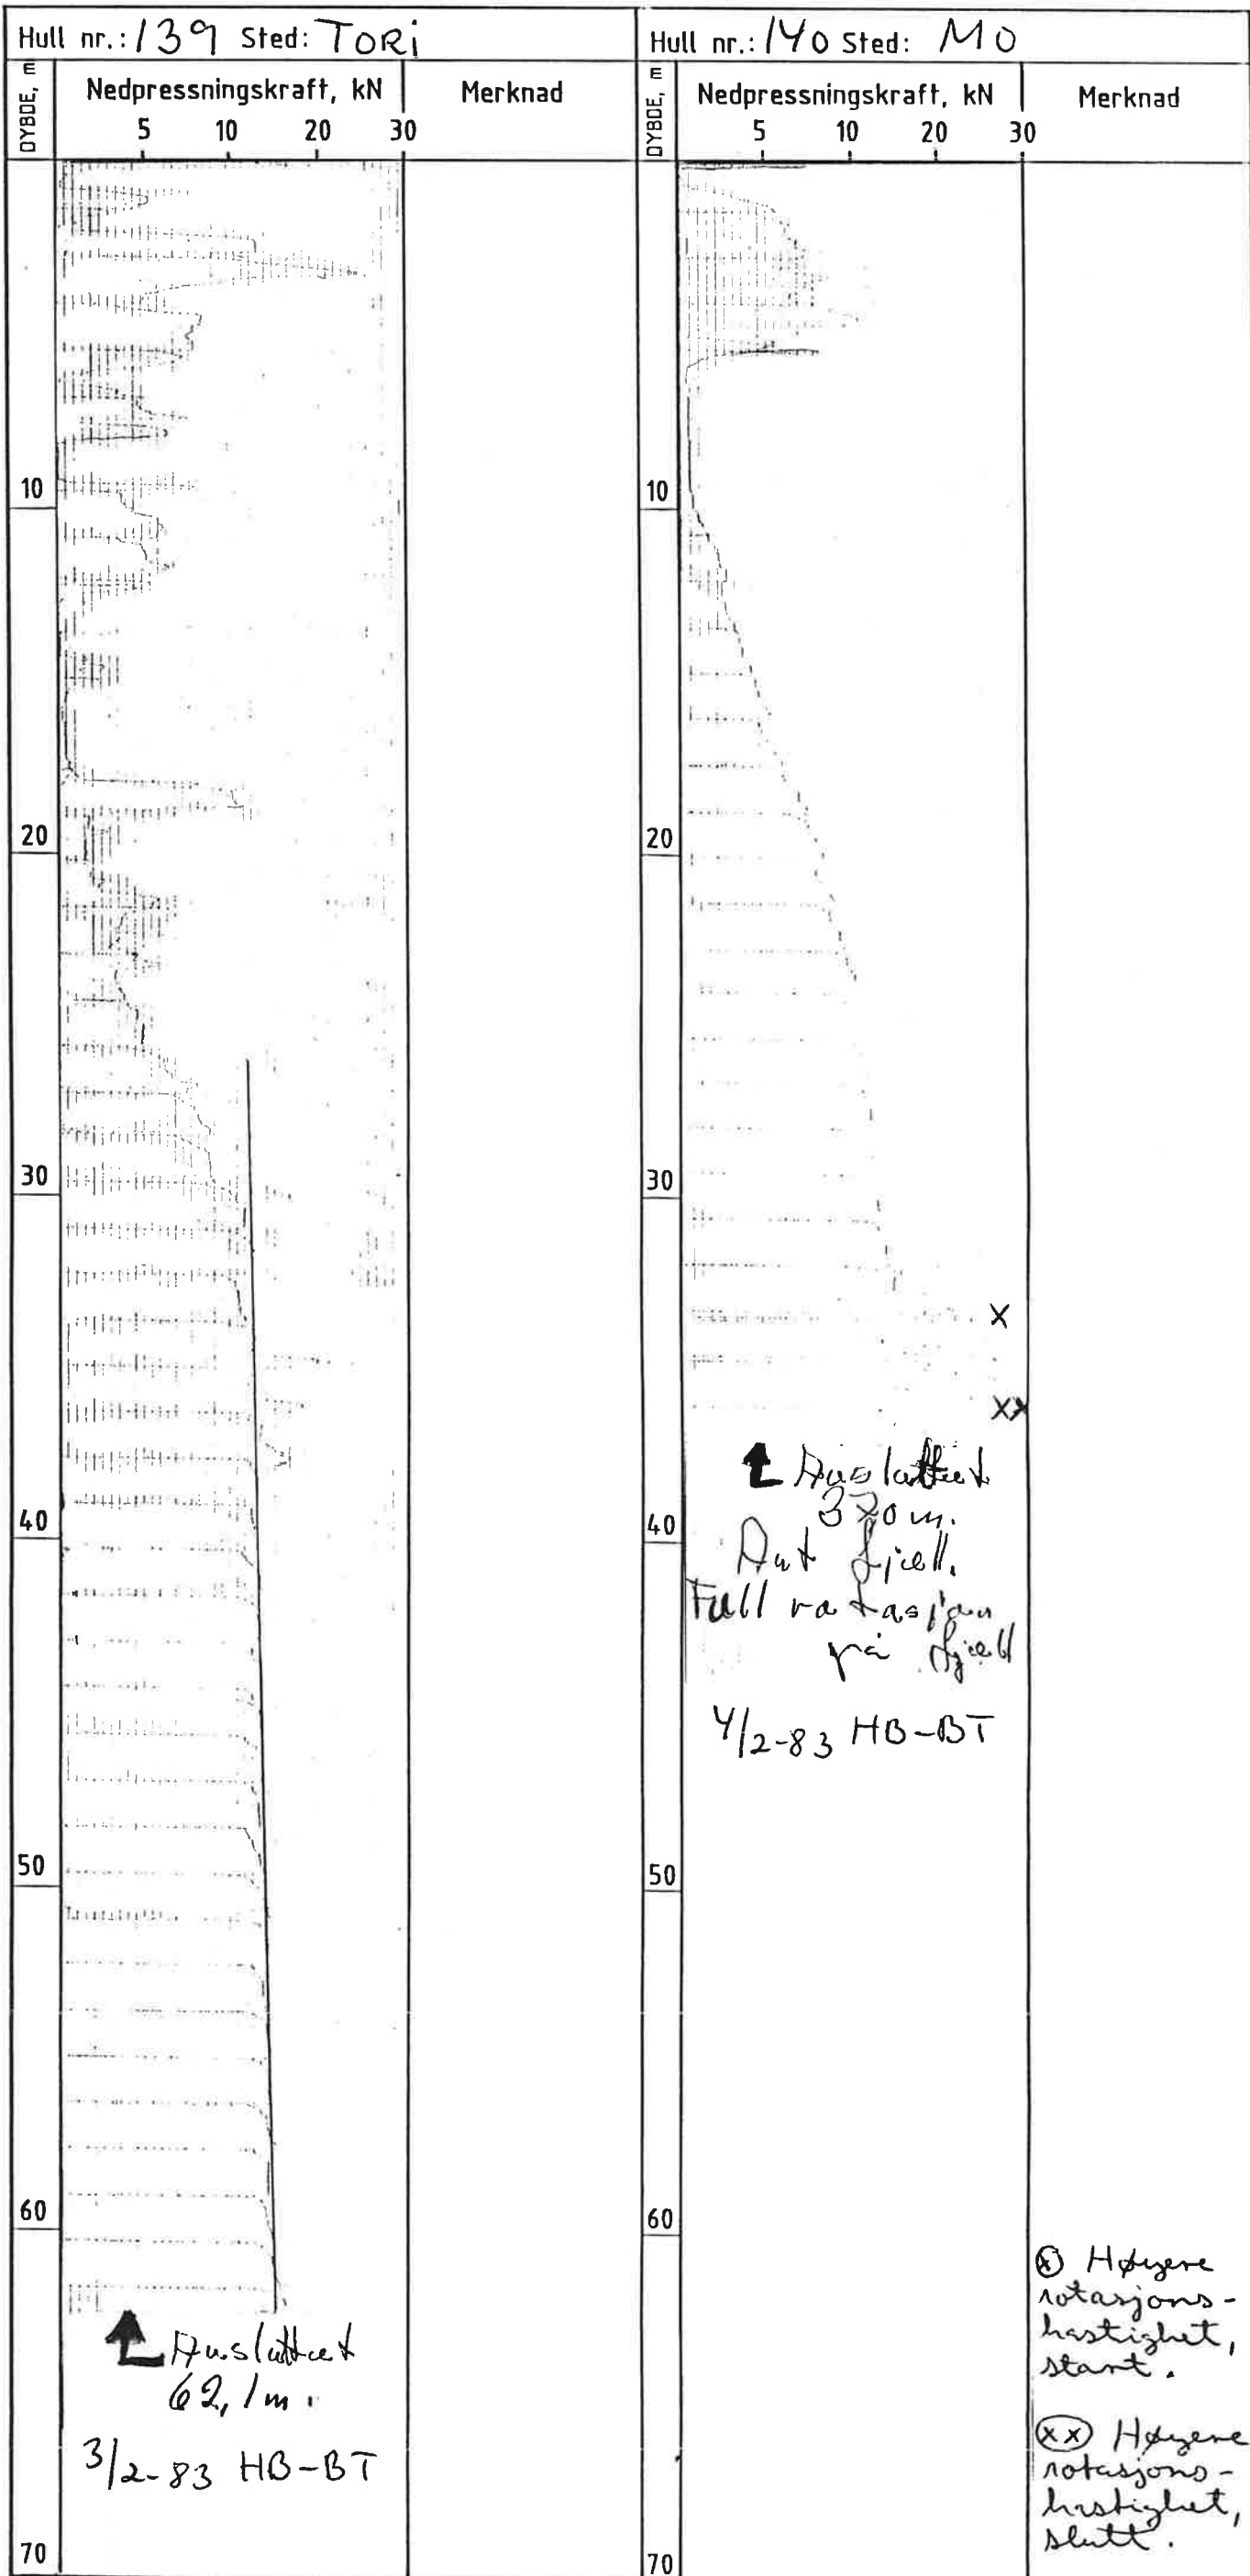 Hull nr.: 139 Sted: TORi
DYBDE, m
Nedpressningskraft, kN
Merknad
5 10 20 30
10
20
30
40
50
60
70
Avsluttet
62,1m.
3/2-83 HB-BT
Hull nr.: 140 Sted: MO
DYBDE, m
Nedpressningskraft, kN
Merknad
5 10 20 30
10
20
30
40
50
60
70
X
XX
Avsluttet
370 m.
Ant fjell.
Full rotasjon
på fjell
4/2-83 HB-BT
(x) Høyere
rotasjons-
hastighet,
start.
(xx) Høyere
rotasjons-
hastighet,
slutt.